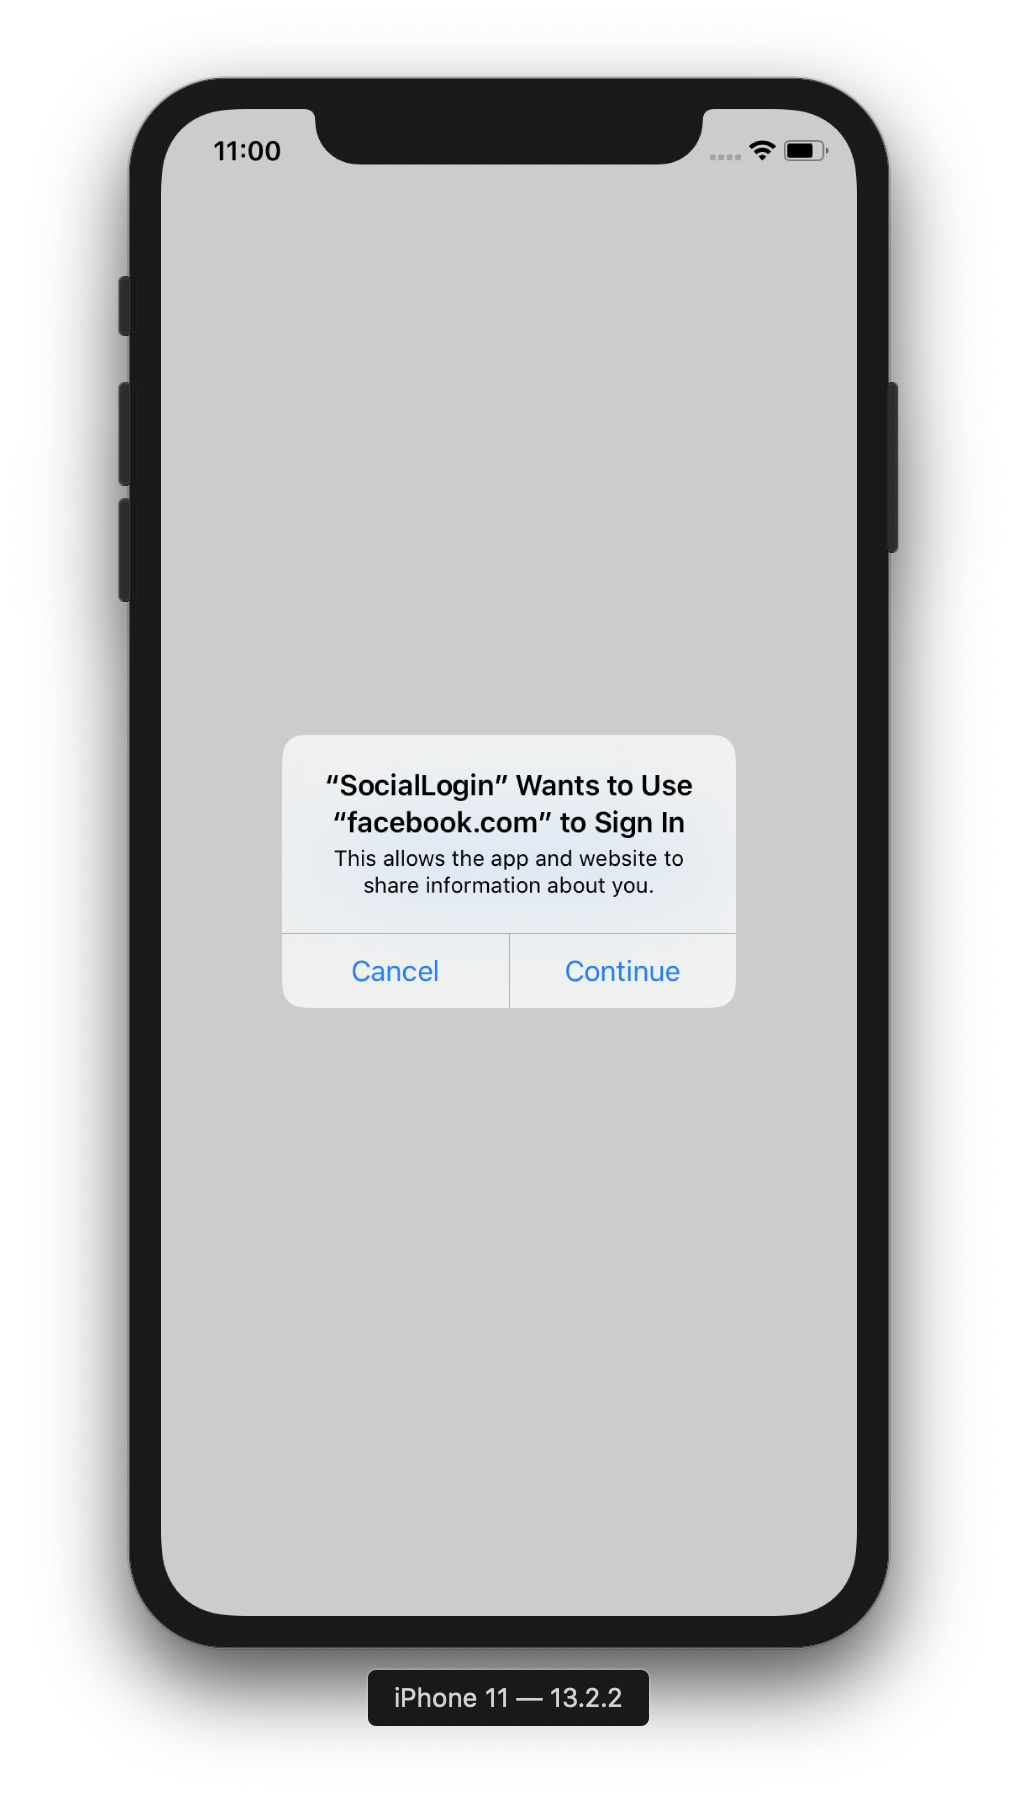 11:00
“SocialLogin” Wants to Use
“facebook.com” to Sign In
This allows the app and website to
share information about you.
Cancel Continue
iPhone 11 — 13.2.2